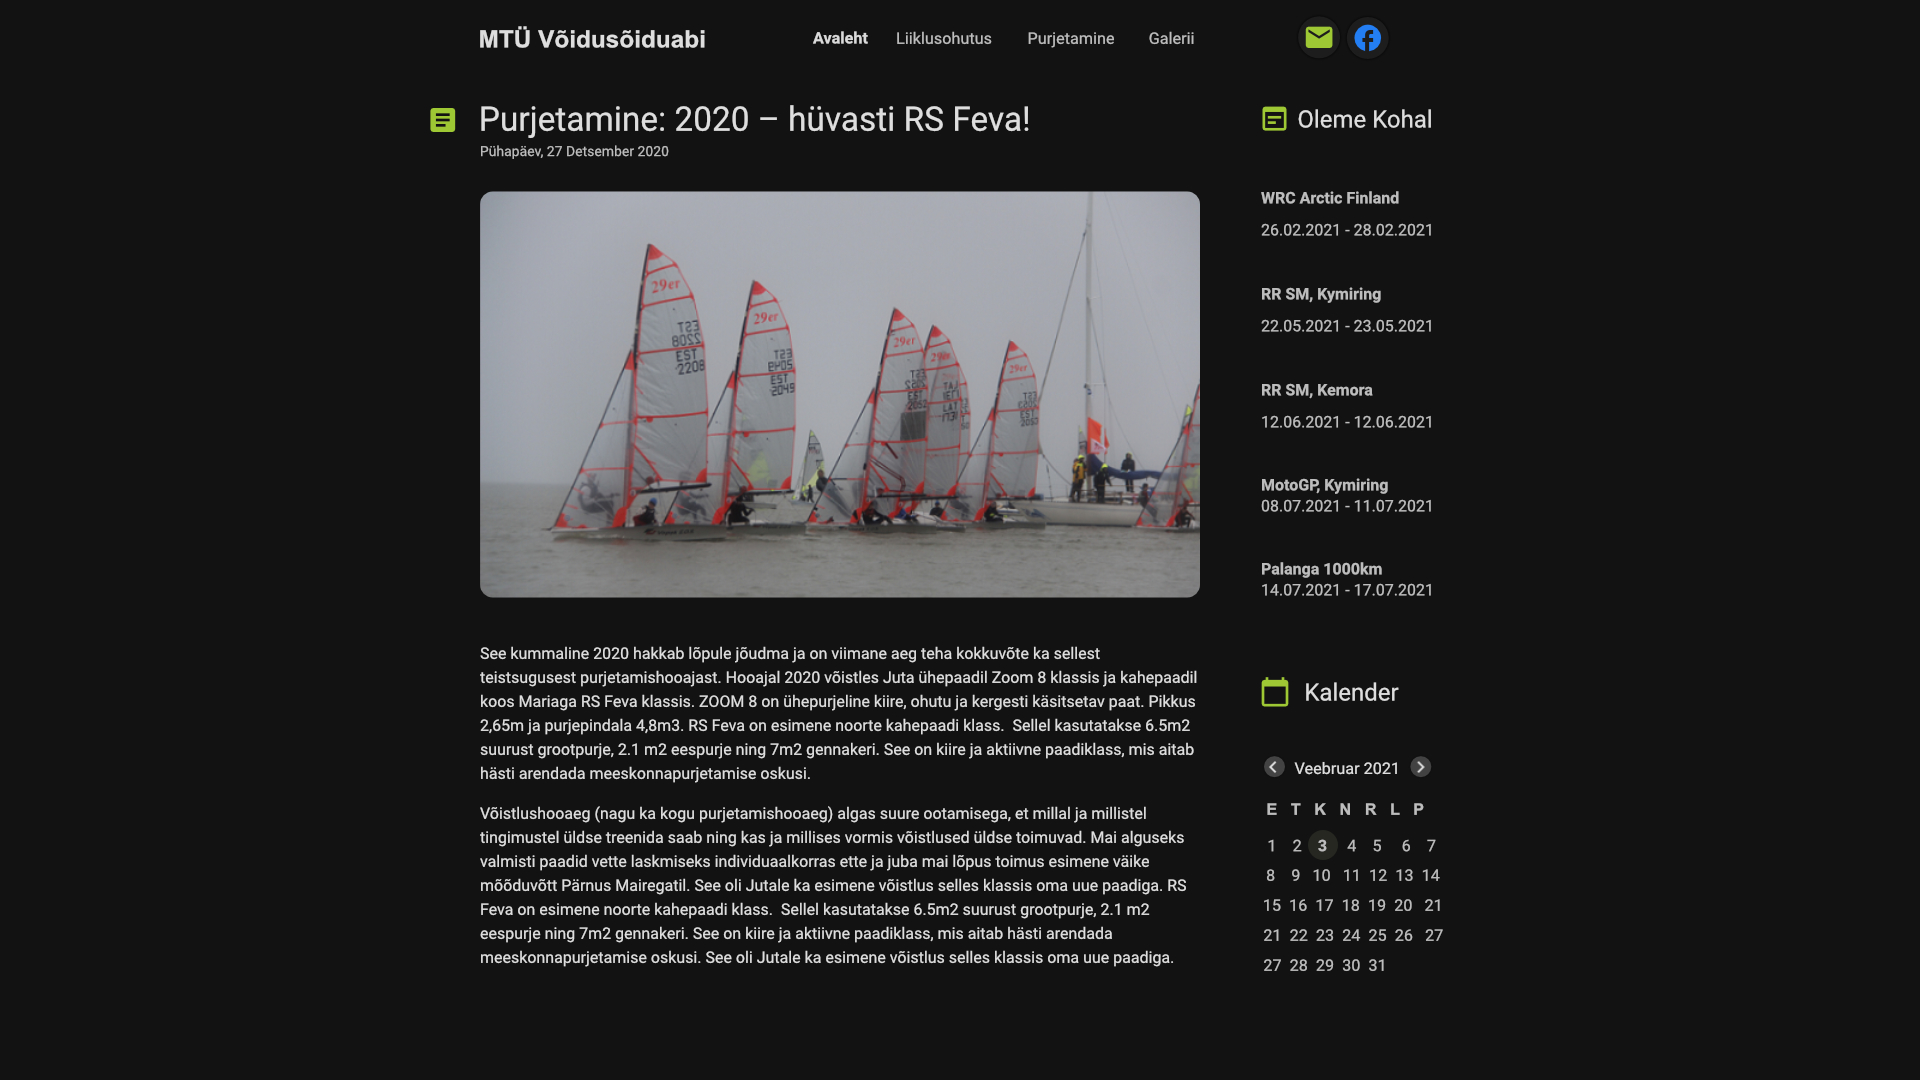 MTÜ Võidusõiduabi
Avaleht Liiklusohutus Purjetamine Galerii
Purjetamine: 2020 – hüvasti RS Feva!
Pühapäev, 27 Detsember 2020
29er
EST
2208
29er
EST
2049
29er
EST
2052
29er
LAT
1731
29er
See kummaline 2020 hakkab lõpule jõudma ja on viimane aeg teha kokkuvõte ka sellest
teistsugusest purjetamishooajast. Hooajal 2020 võistles Juta ühepaadil Zoom 8 klassis ja kahepaadil
koos Mariaga RS Feva klassis. ZOOM 8 on ühepurjeline kiire, ohutu ja kergesti käsitsetav paat. Pikkus
2,65m ja purjepindala 4,8m3. RS Feva on esimene noorte kahepaadi klass.  Sellel kasutatakse 6.5m2
suurust grootpurje, 2.1 m2 eespurje ning 7m2 gennakeri. See on kiire ja aktiivne paadiklass, mis aitab
hästi arendada meeskonnapurjetamise oskusi.
Võistlushooaeg (nagu ka kogu purjetamishooaeg) algas suure ootamisega, et millal ja millistel
tingimustel üldse treenida saab ning kas ja millises vormis võistlused üldse toimuvad. Mai alguseks
valmisti paadid vette laskmiseks individuaalkorras ette ja juba mai lõpus toimus esimene väike
mõõduvõtt Pärnus Mairegatil. See oli Jutale ka esimene võistlus selles klassis oma uue paadiga. RS
Feva on esimene noorte kahepaadi klass.  Sellel kasutatakse 6.5m2 suurust grootpurje, 2.1 m2
eespurje ning 7m2 gennakeri. See on kiire ja aktiivne paadiklass, mis aitab hästi arendada
meeskonnapurjetamise oskusi. See oli Jutale ka esimene võistlus selles klassis oma uue paadiga.
Oleme Kohal
WRC Arctic Finland
26.02.2021 - 28.02.2021
RR SM, Kymiring
22.05.2021 - 23.05.2021
RR SM, Kemora
12.06.2021 - 12.06.2021
MotoGP, Kymiring
08.07.2021 - 11.07.2021
Palanga 1000km
14.07.2021 - 17.07.2021
Kalender
Veebruar 2021
E T K N R L P
1 2 3 4 5 6 7
8 9 10 11 12 13 14
15 16 17 18 19 20 21
21 22 23 24 25 26 27
27 28 29 30 31